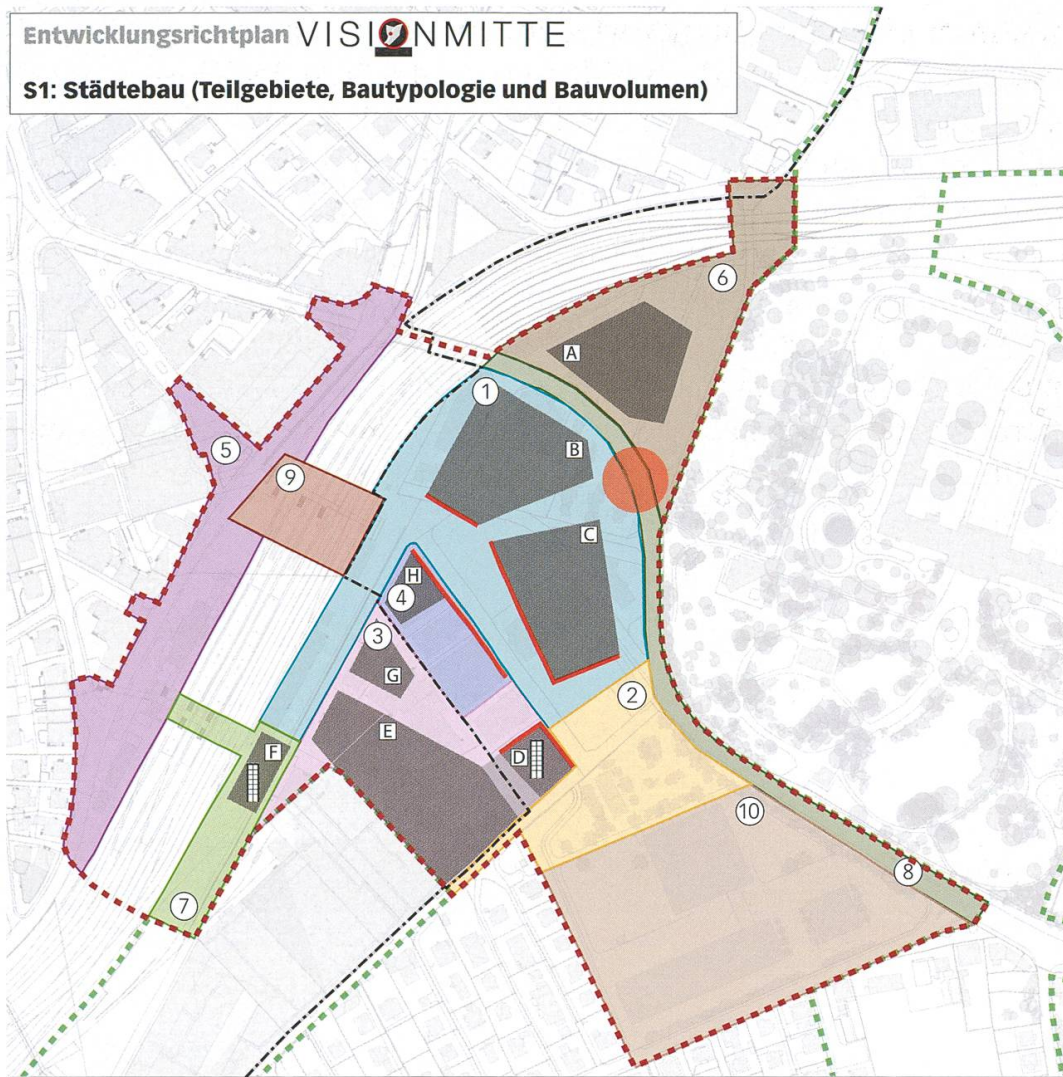 Entwicklungsrichtplan VISIONMITTE
S1: Städtebau (Teilgebiete, Bautypologie und Bauvolumen)
6
A
1
5
B
9
C
H
4
3
G
2
E
D
F
10
8
7